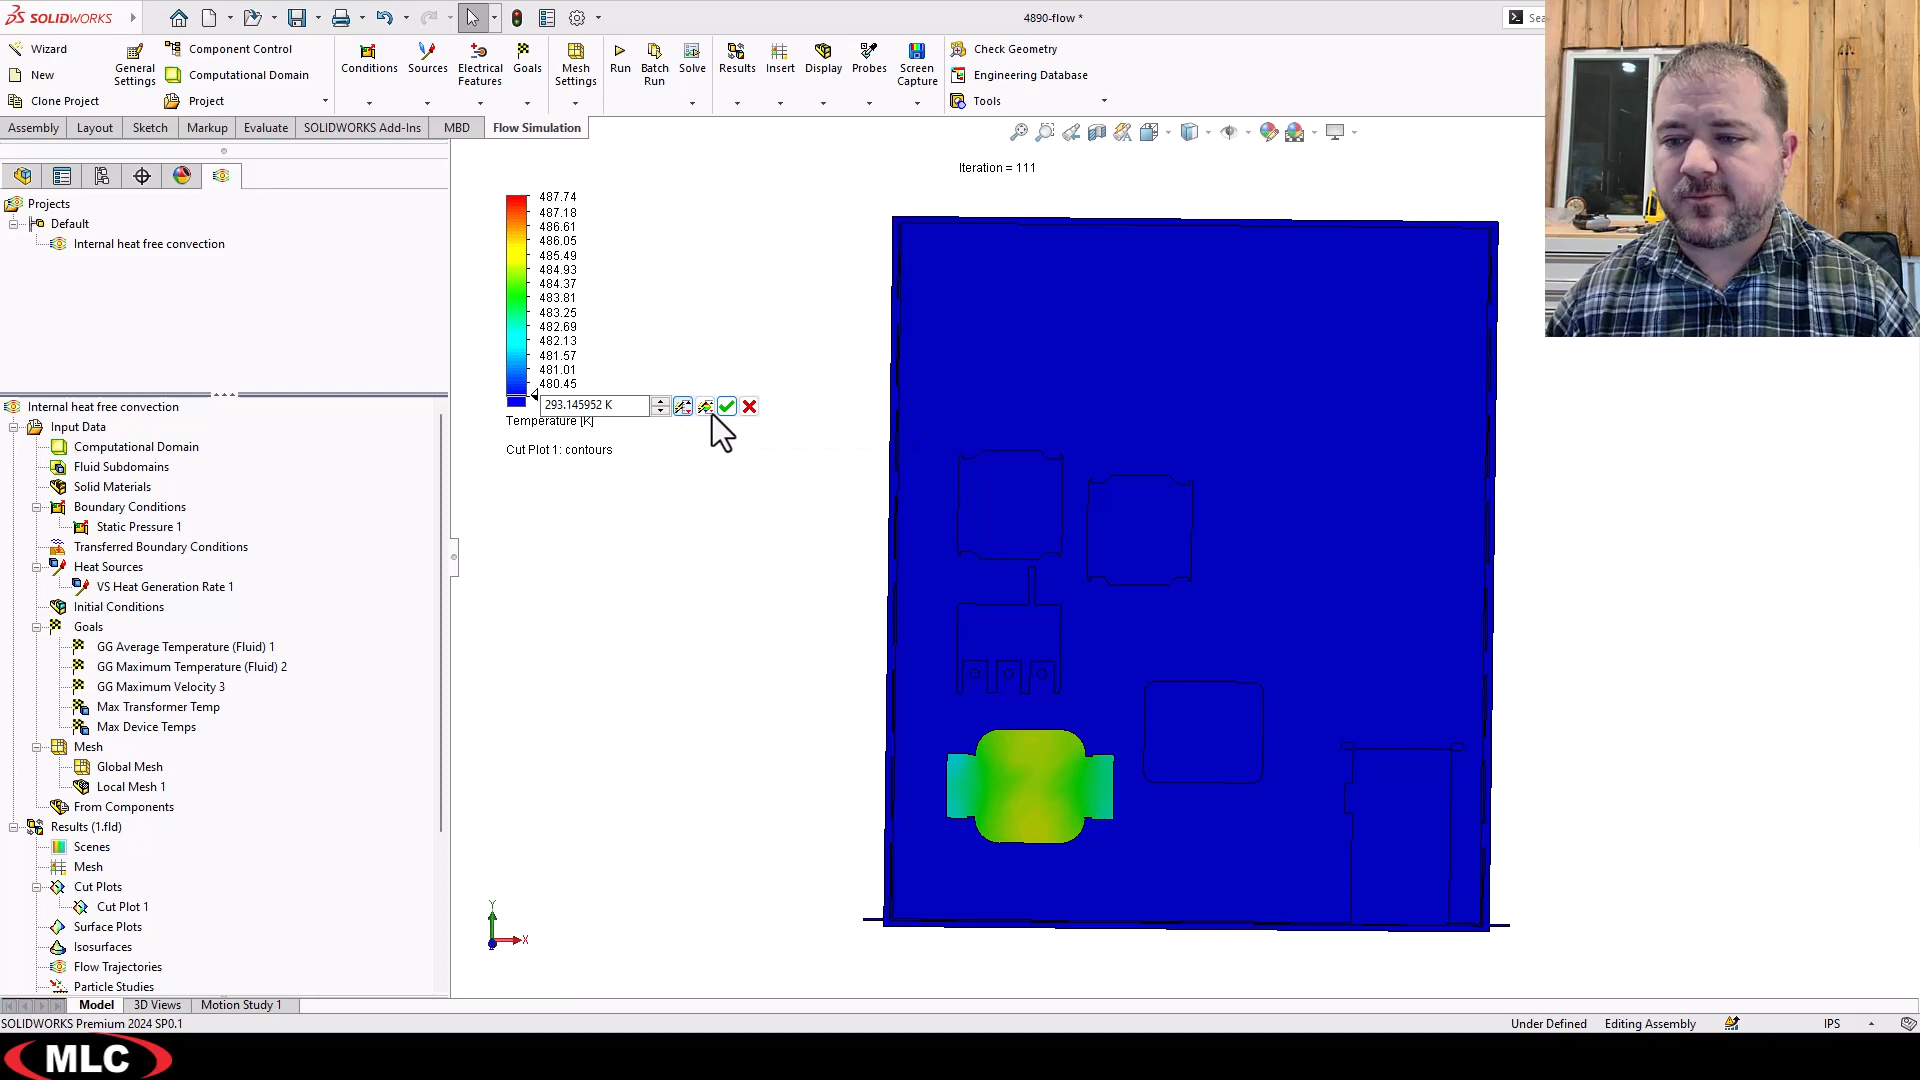 SOLIDWORKS
4890-flow *
Sea
Wizard
New
Clone Project
General Settings
Component Control
Computational Domain
Project
Conditions
Sources
Electrical Features
Goals
Mesh Settings
Run
Batch Run
Solve
Results
Insert
Display
Probes
Screen Capture
Check Geometry
Engineering Database
Tools
Assembly
Layout
Sketch
Markup
Evaluate
SOLIDWORKS Add-Ins
MBD
Flow Simulation
Projects
Default
Internal heat free convection
Internal heat free convection
Input Data
Computational Domain
Fluid Subdomains
Solid Materials
Boundary Conditions
Static Pressure 1
Transferred Boundary Conditions
Heat Sources
VS Heat Generation Rate 1
Initial Conditions
Goals
GG Average Temperature (Fluid) 1
GG Maximum Temperature (Fluid) 2
GG Maximum Velocity 3
Max Transformer Temp
Max Device Temps
Mesh
Global Mesh
Local Mesh 1
From Components
Results (1.fld)
Scenes
Mesh
Cut Plots
Cut Plot 1
Surface Plots
Isosurfaces
Flow Trajectories
Particle Studies
Iteration = 111
487.74
487.18
486.61
486.05
485.49
484.93
484.37
483.81
483.25
482.69
482.13
481.57
481.01
480.45
293.145952 K
Temperature [K]
Cut Plot 1: contours
Y
X
Model
3D Views
Motion Study 1
SOLIDWORKS Premium 2024 SP0.1
Under Defined
Editing Assembly
IPS
MLC